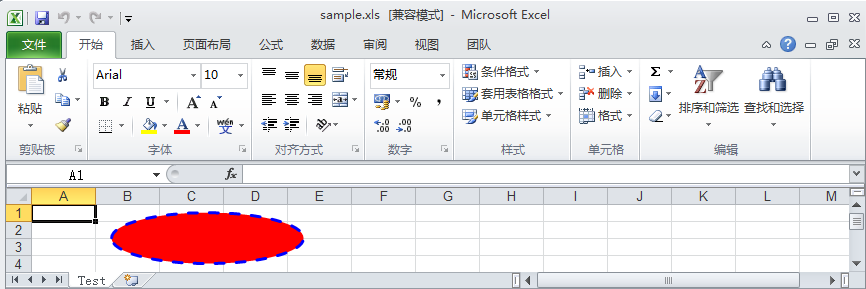 sample.xls [兼容模式] - Microsoft Excel
文件 开始 插入 页面布局 公式 数据 审阅 视图 团队
Arial 10 常规 条件格式 插入 Σ
粘贴 B I U A A % , 套用表格格式 删除 排序和筛选 查找和选择
A wén 文 .0 .00 .00 .0 单元格样式 格式
剪贴板 字体 对齐方式 数字 样式 单元格 编辑
A1 fx
A B C D E F G H I J K L M
1
2
3
4
Test